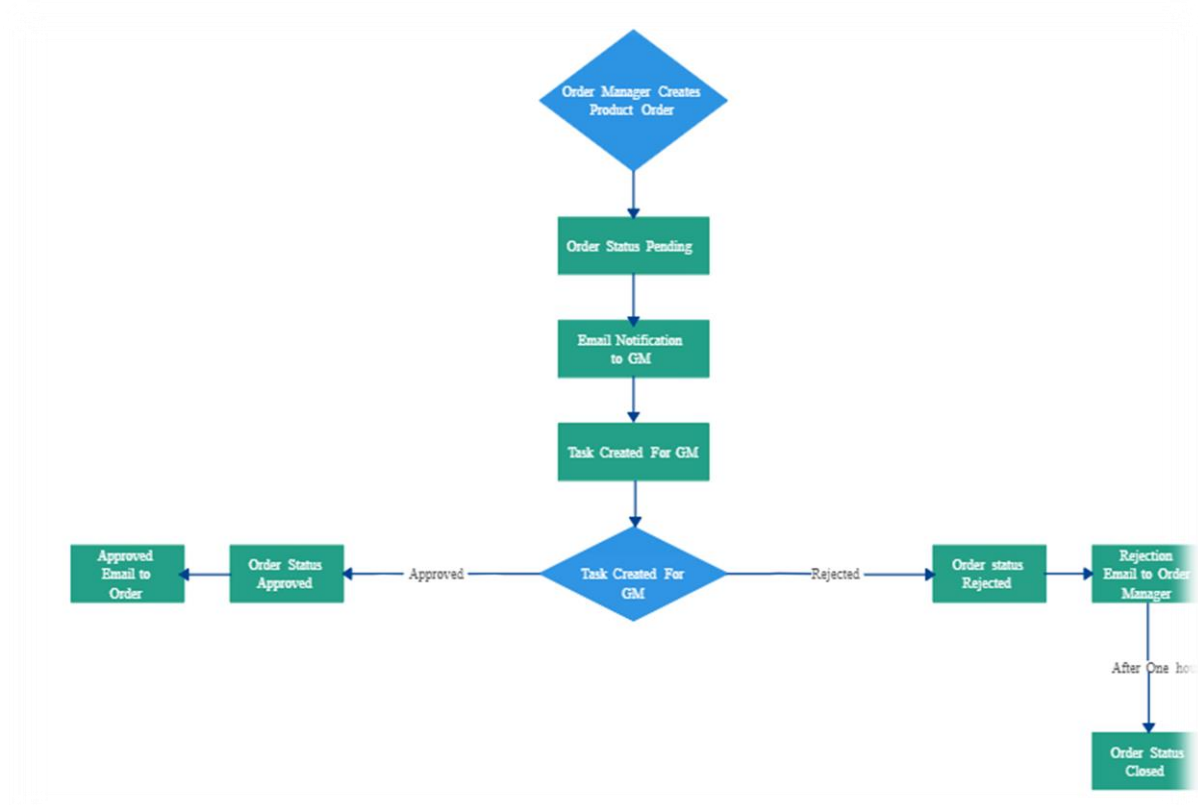 Order Manager Creates
Product Order
Order Status Pending
Email Notification
to GM
Task Created For GM
Task Created For
GM
Approved
Rejected
Order Status
Approved
Approved
Email to
Order
Order status
Rejected
Rejection
Email to Order
Manager
After One
Order Status
Closed